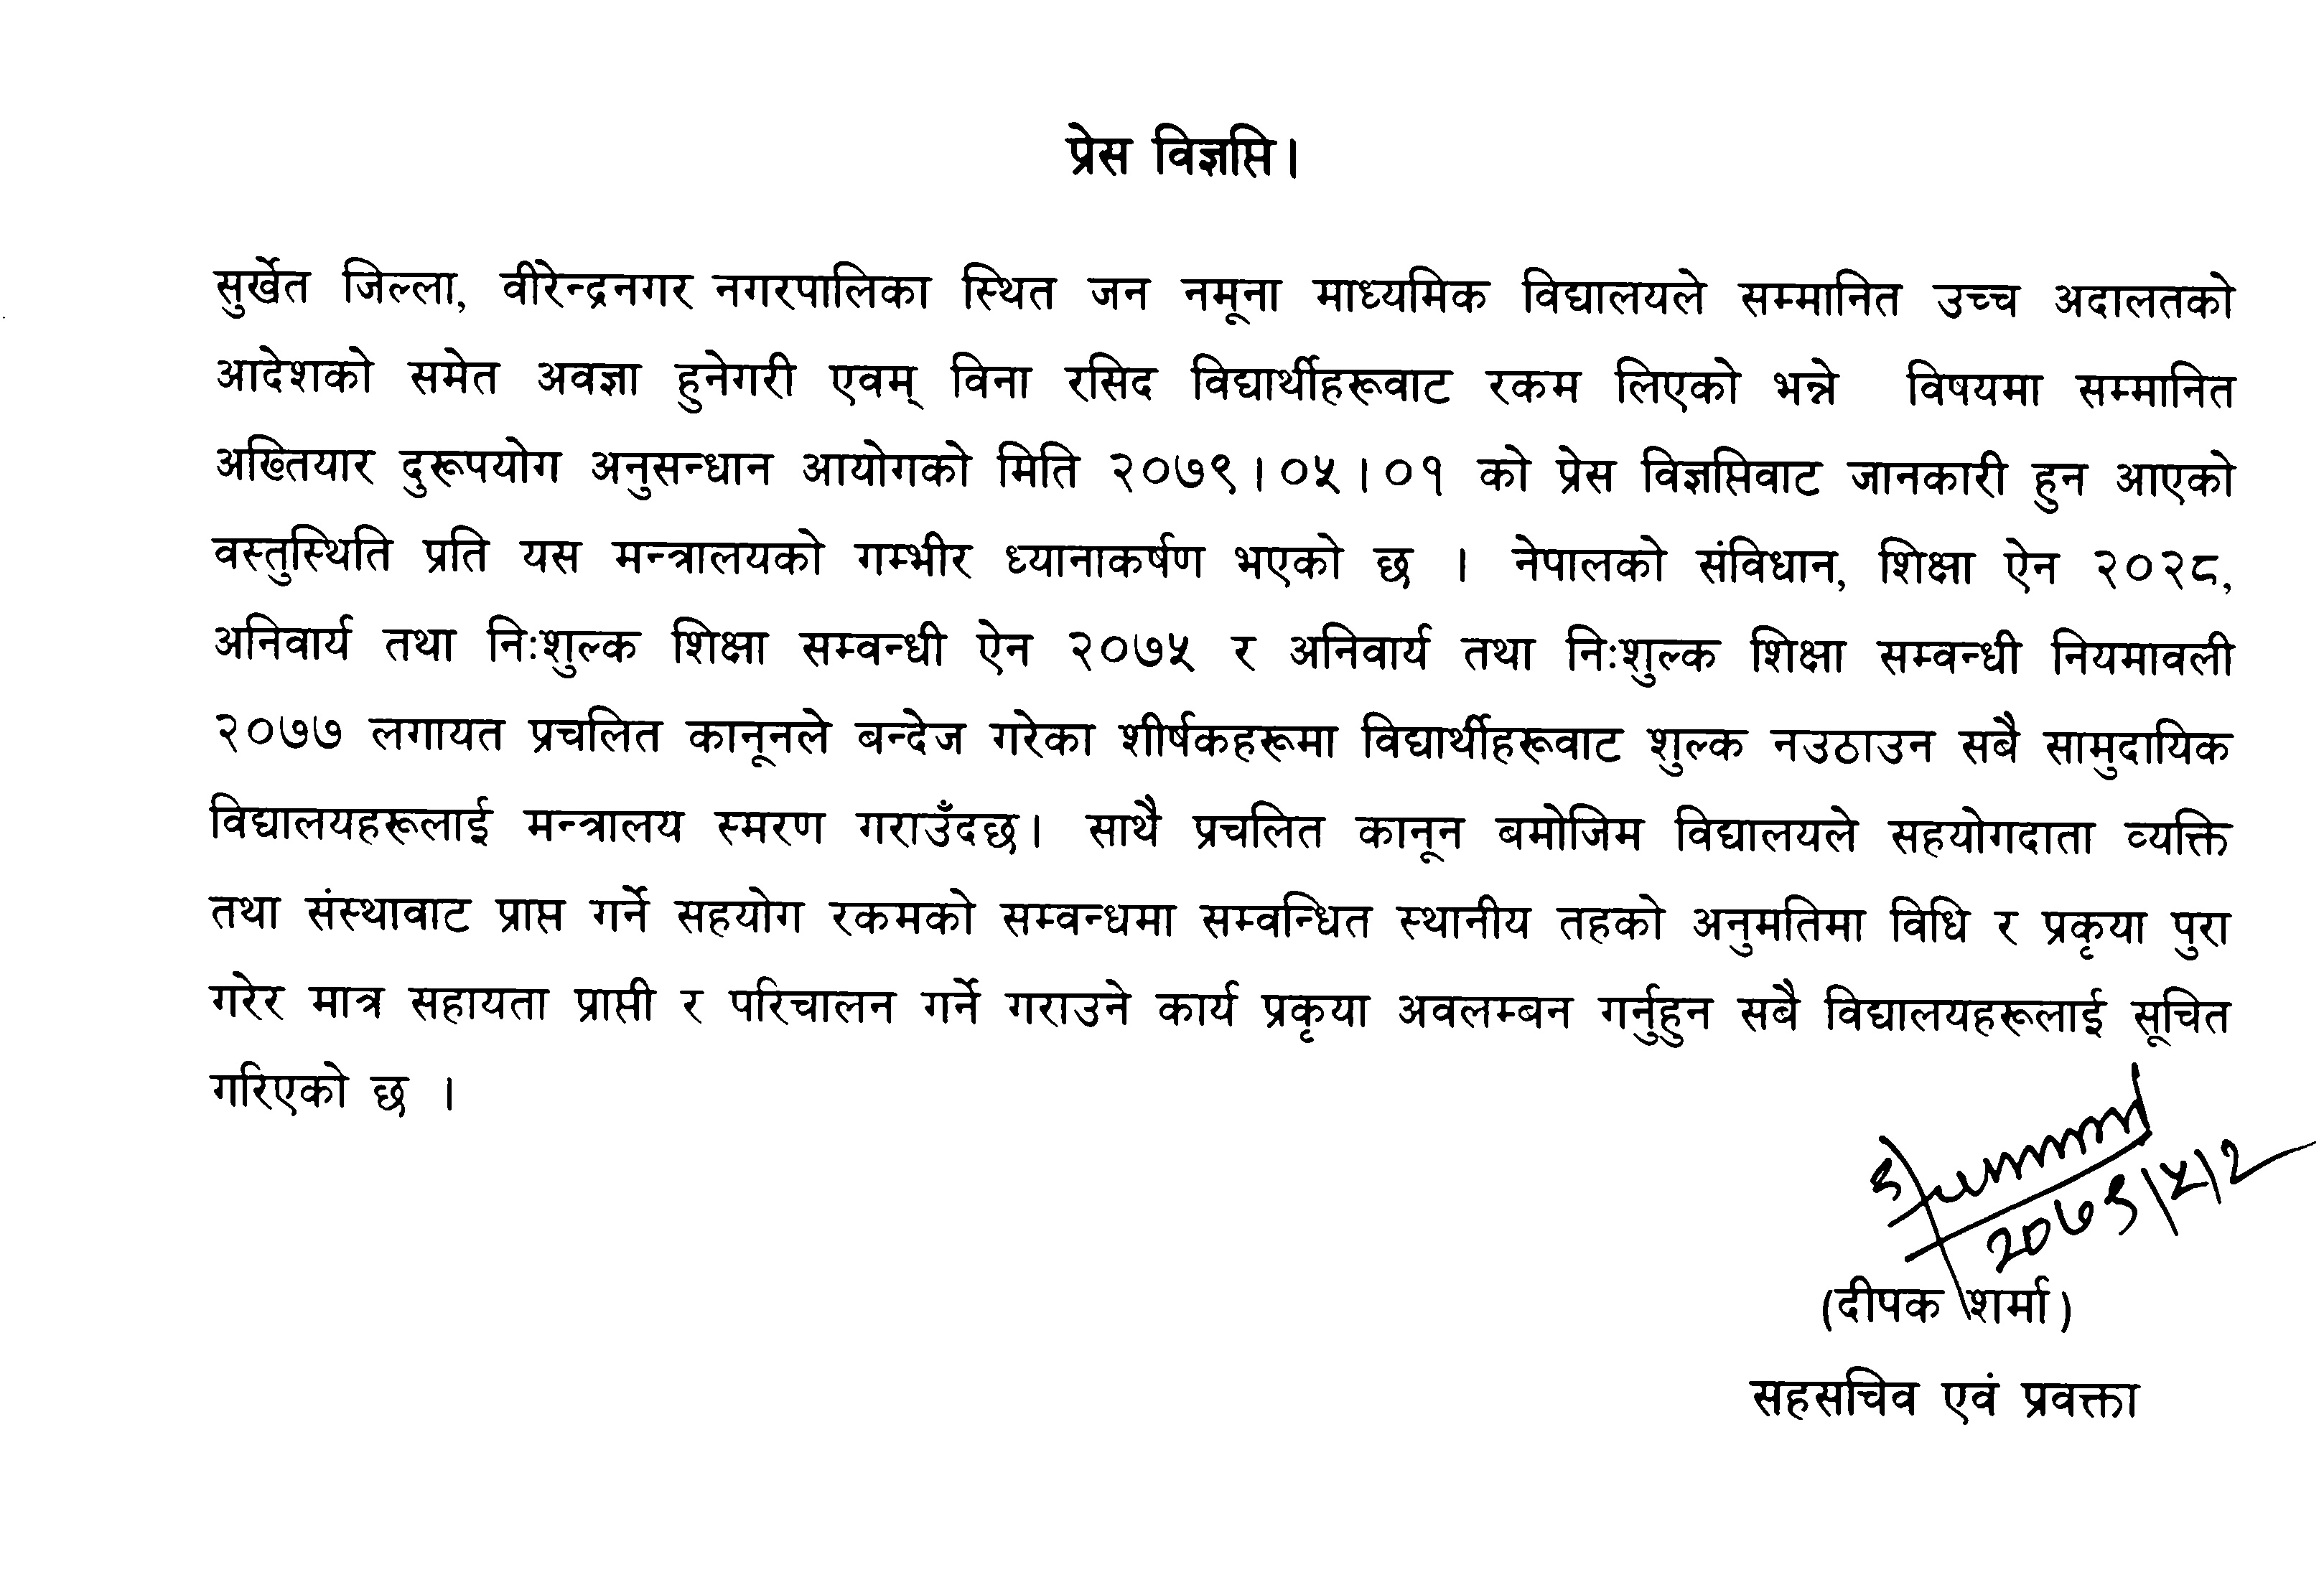 प्रेस विज्ञप्ति।
सुर्खेत जिल्ला, वीरेन्द्रनगर नगरपालिका स्थित जन नमूना माध्यमिक विद्यालयले सम्मानित उच्च अदालतको
आदेशको समेत अवज्ञा हुनेगरी एवम् विना रसिद विद्यार्थीहरूवाट रकम लिएको भन्ने विषयमा सम्मानित
अख्तियार दुरूपयोग अनुसन्धान आयोगको मिति २०७९।०५।०१ को प्रेस विज्ञप्तिवाट जानकारी हुन आएको
वस्तुस्थिति प्रति यस मन्त्रालयको गम्भीर ध्यानाकर्षण भएको छ । नेपालको संविधान, शिक्षा ऐन २०२८,
अनिवार्य तथा निःशुल्क शिक्षा सम्वन्धी ऐन २०७५ र अनिवार्य तथा निःशुल्क शिक्षा सम्वन्धी नियमावली
२०७७ लगायत प्रचलित कानूनले बन्देज गरेका शीर्षकहरूमा विद्यार्थीहरूवाट शुल्क नउठाउन सबै सामुदायिक
विद्यालयहरूलाई मन्त्रालय स्मरण गराउँदछ। साथै प्रचलित कानून बमोजिम विद्यालयले सहयोगदाता व्यक्ति
तथा संस्थावाट प्राप्त गर्ने सहयोग रकमको सम्वन्धमा सम्वन्धित स्थानीय तहको अनुमतिमा विधि र प्रकृया पुरा
गरेर मात्र सहायता प्राप्ती र परिचालन गर्ने गराउने कार्य प्रकृया अवलम्बन गर्नुहुन सबै विद्यालयहरूलाई सूचित
गरिएको छ ।
२०७९/५/२
(दीपक शर्मा)
सहसचिव एवं प्रवक्ता